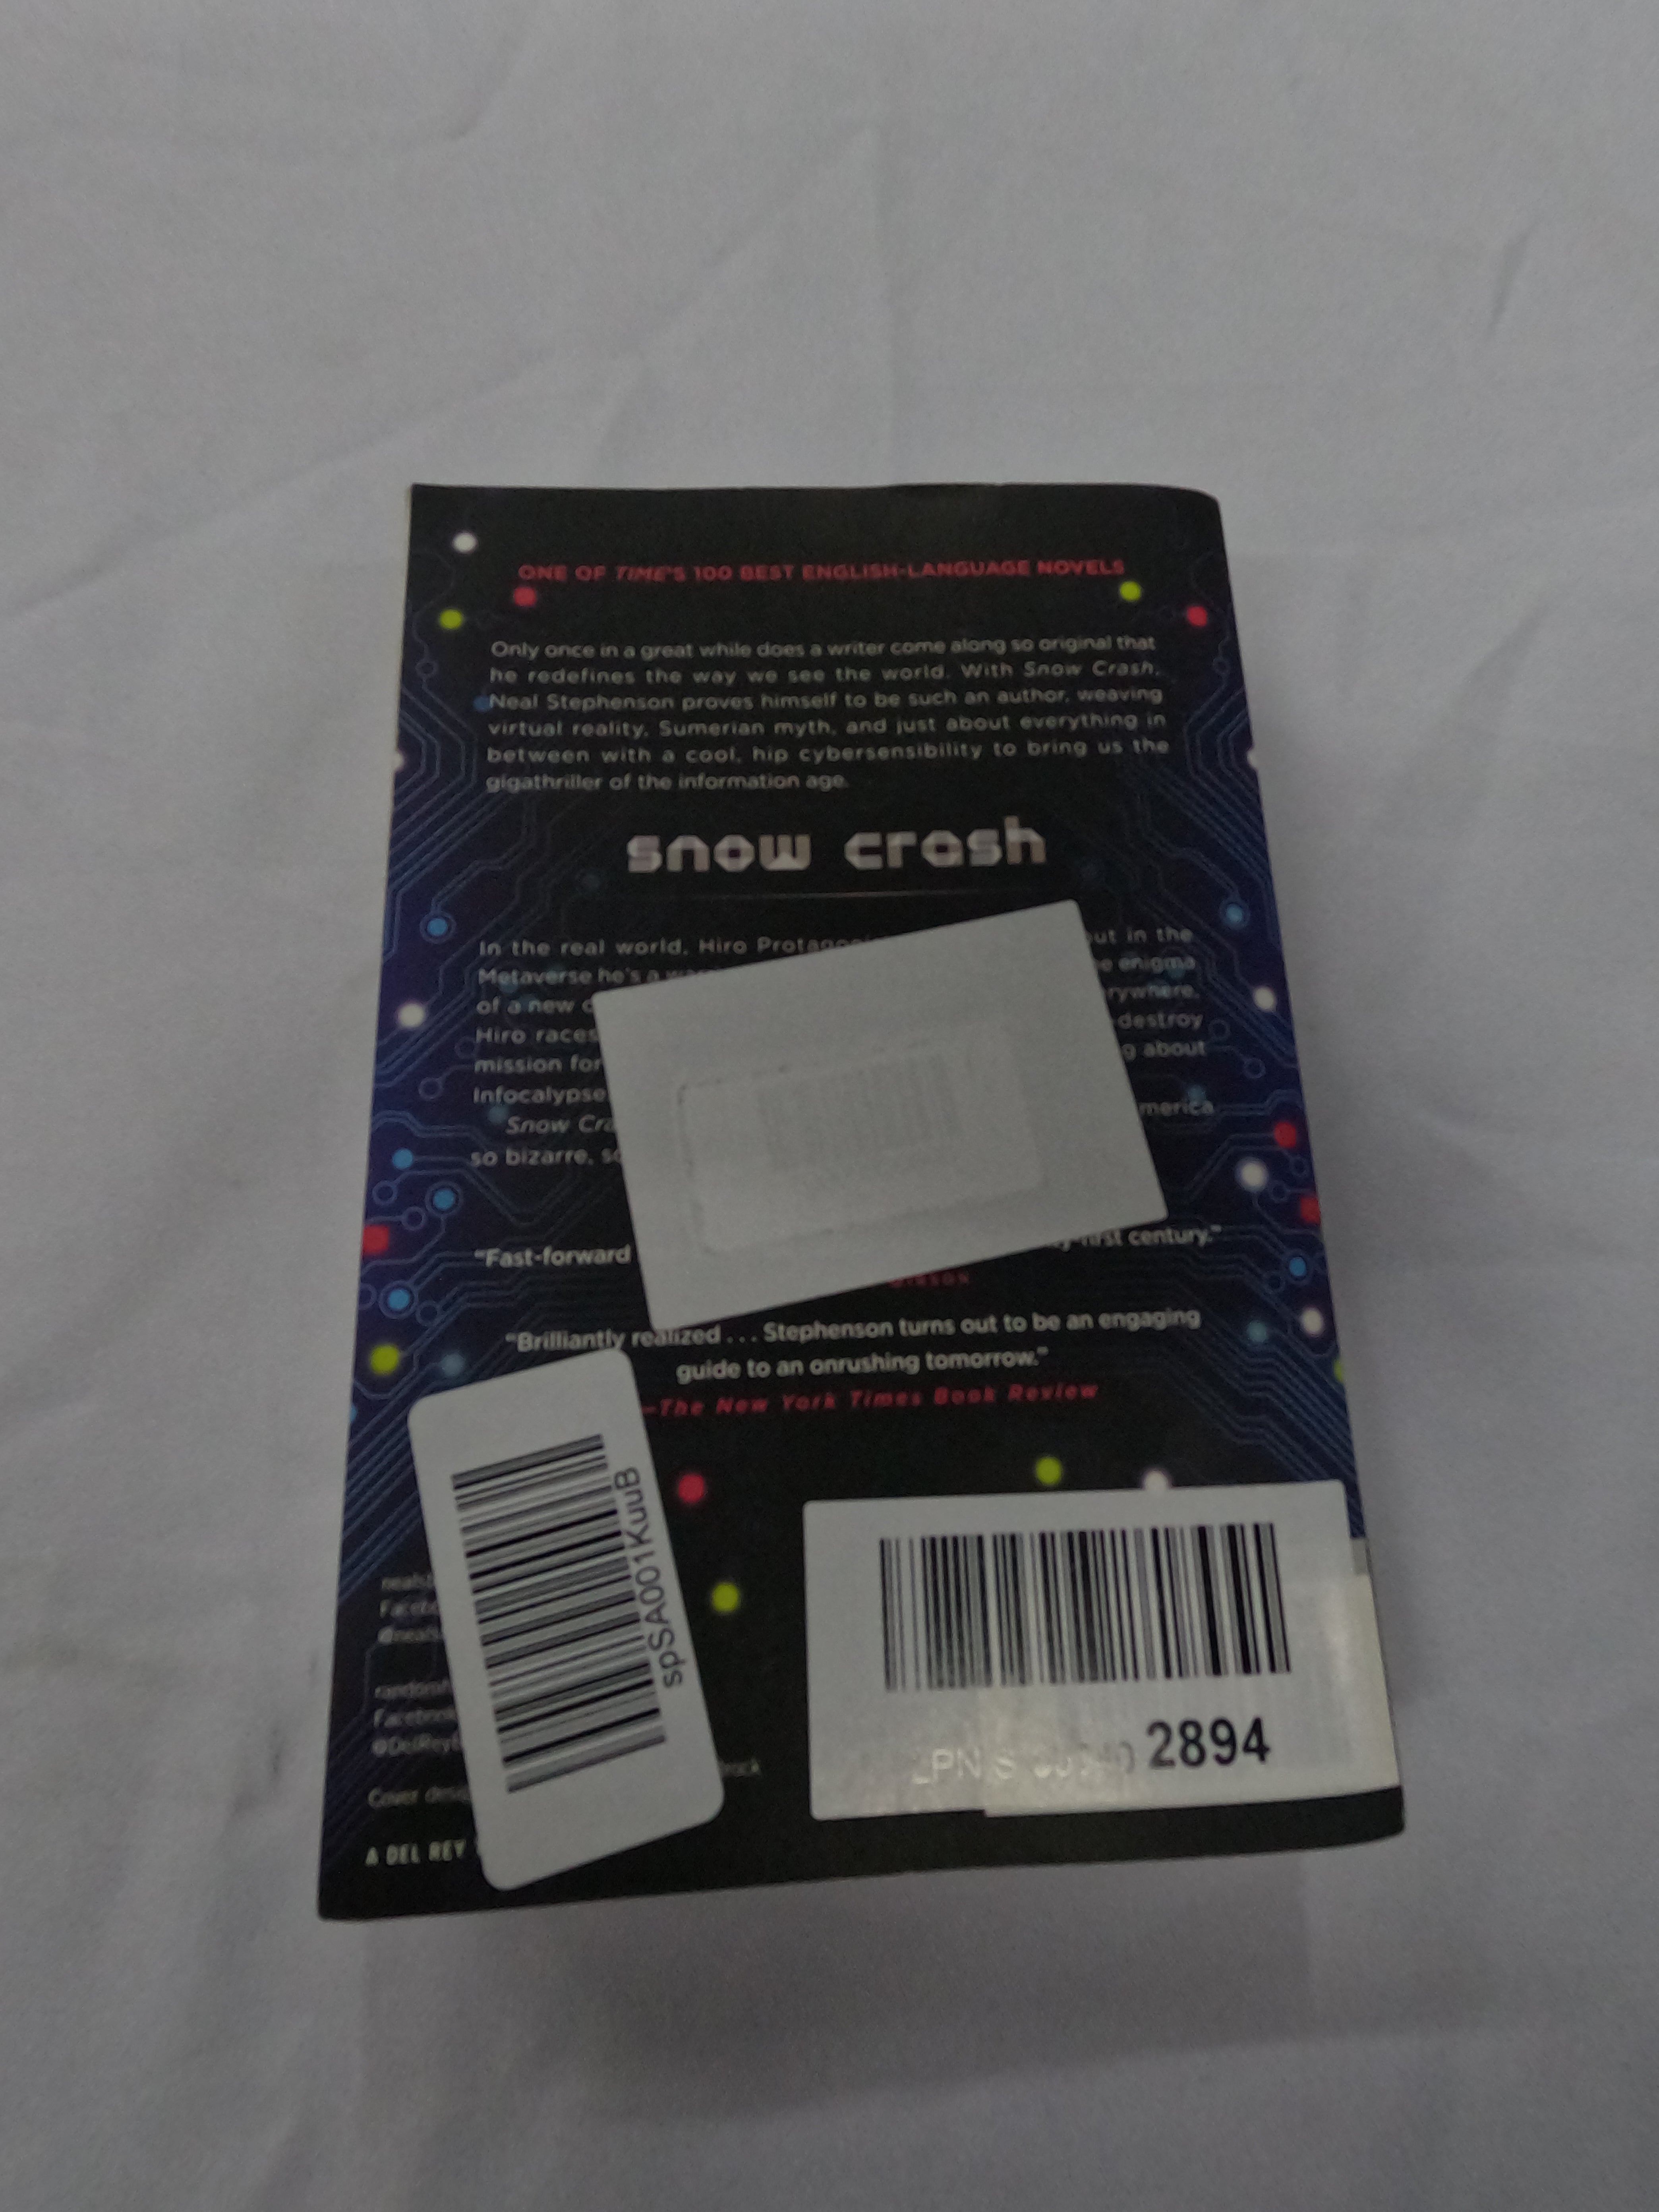 ONE OF TIME'S 100 BEST ENGLISH-LANGUAGE NOVELS
Only once in a great while does a writer come along so original that
he redefines the way we see the world. With Snow Crash,
Neal Stephenson proves himself to be such an author, weaving
virtual reality, Sumerian myth, and just about everything in
between with a cool, hip cybersensibility to bring us the
gigathriller of the information age.
snow crash
In the real world, Hiro out in the
Metaverse he's a enigma
of a new
Hiro races destroy
mission for about
Infocalypse
Snow
so bizarre,
"Fast-forward century."
"Brilliantly realized . . . Stephenson turns out to be an engaging
guide to an onrushing tomorrow."
—The New York Times Book Review
spSA001KuuB
2894
Cover
A DEL REY